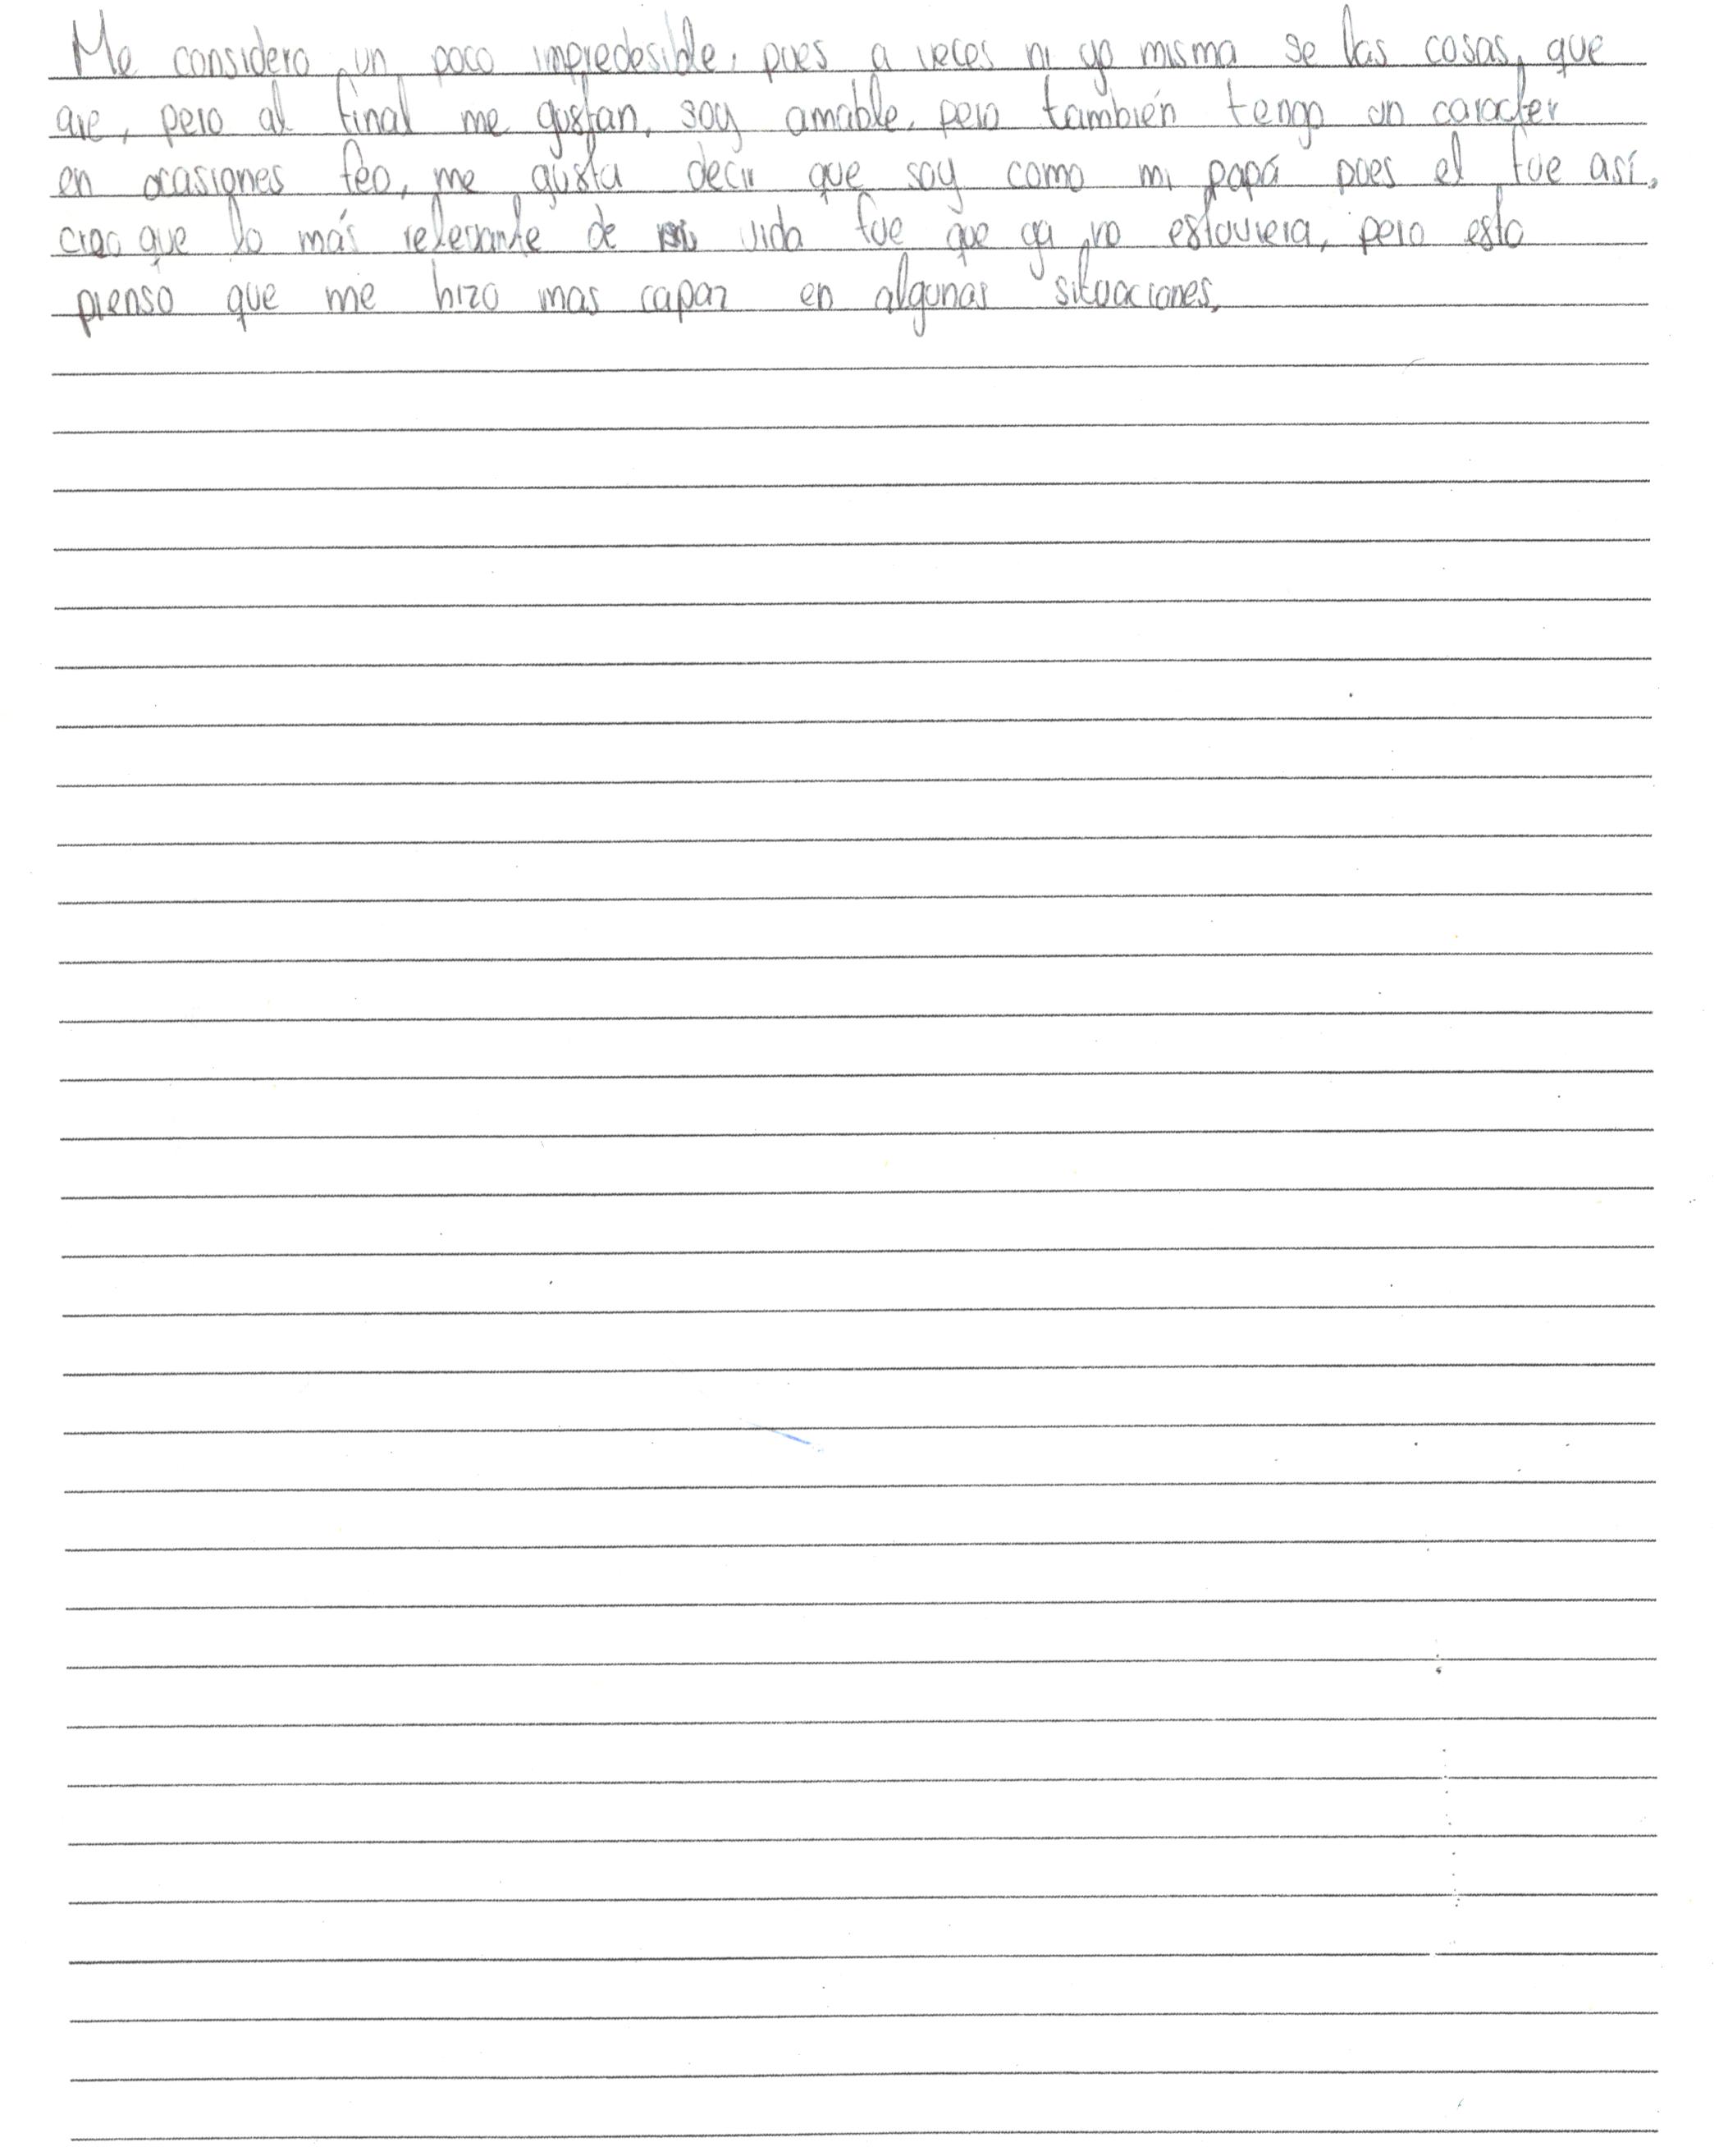 Me considero un poco impredesible, pues a veces ni yo misma se las cosas, que
are, pero al final me gustan, soy amable, pero también tengo un caracter
en ocasiones feo, me gusta decir que soy como mi papá pues el fue así,
creo que lo más relevante de mi vida fue que ya no estouviera, pero esto
pienso que me hizo mas capaz en algunas situaciones.